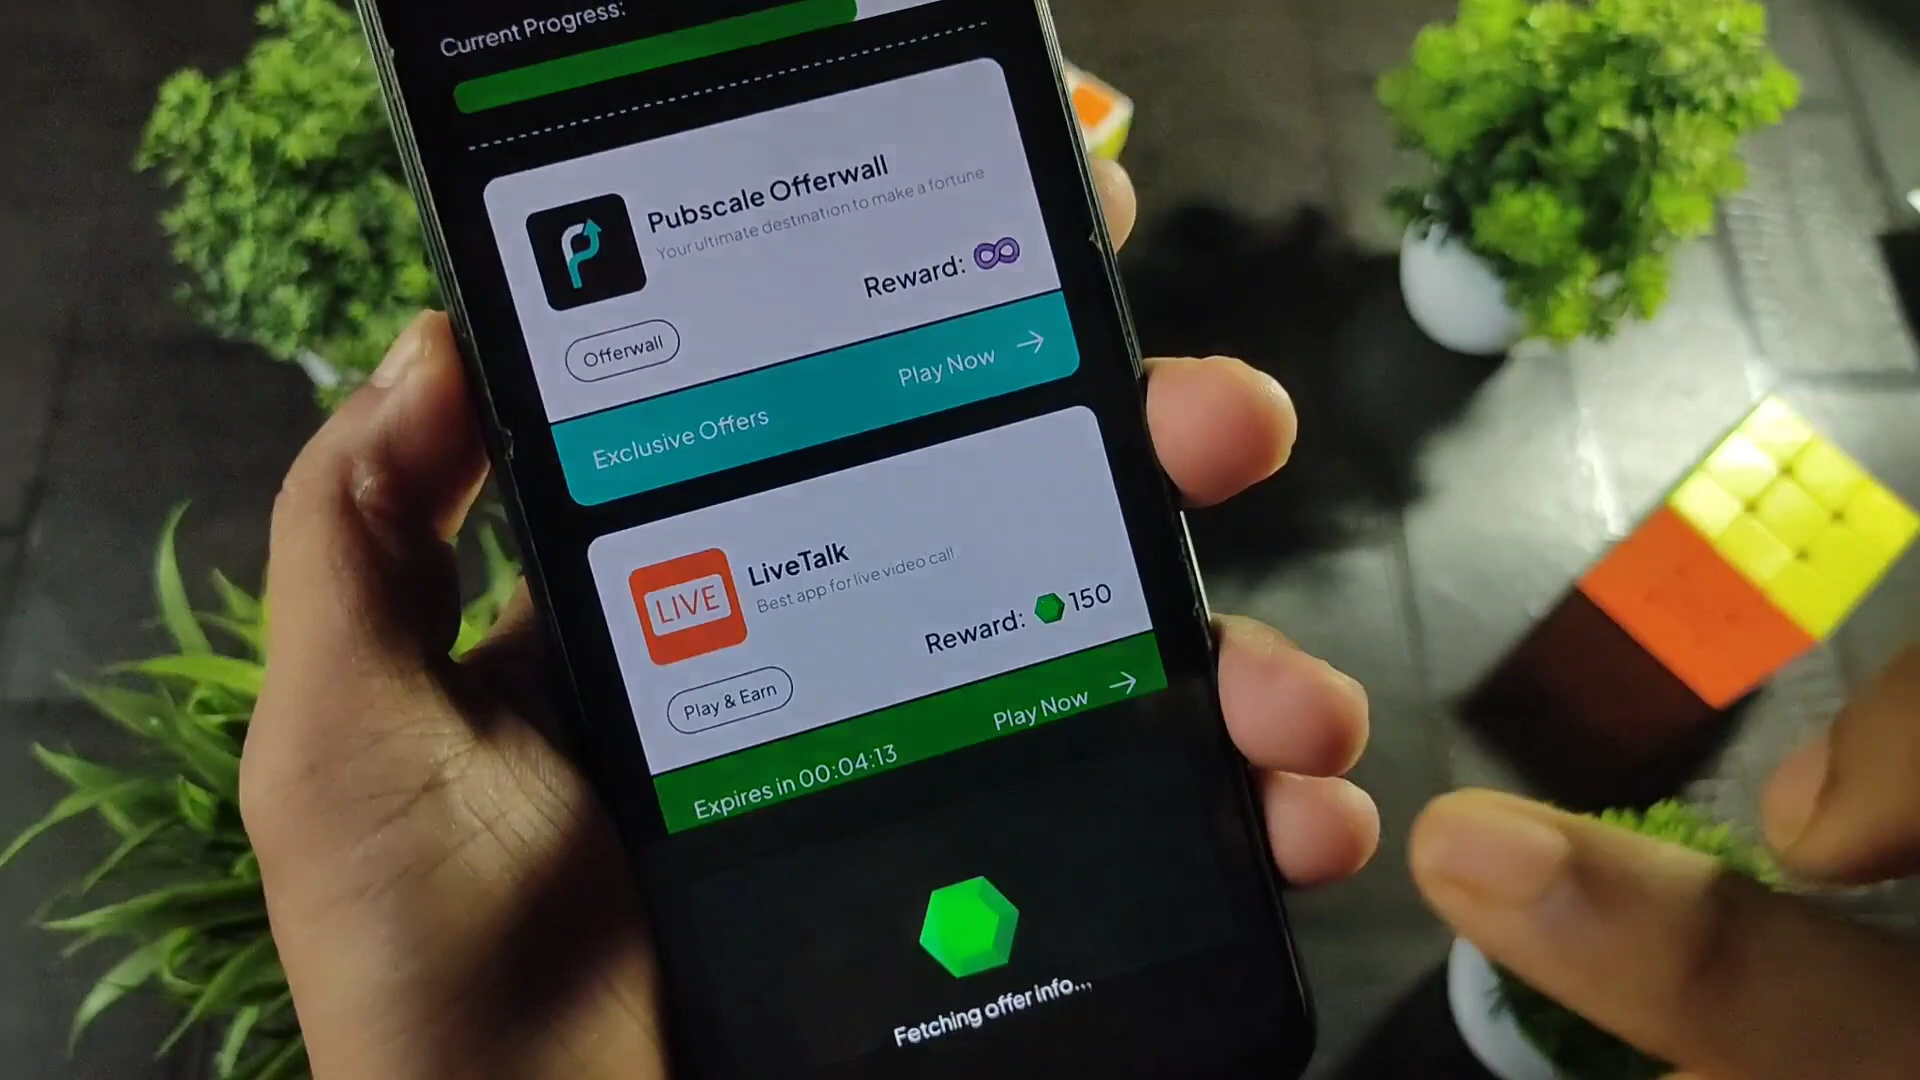 Current Progress:
Pubscale Offerwall
Your ultimate destination to make a fortune
Reward:
Offerwall
Play Now
Exclusive Offers
LIVE
LiveTalk
Best app for live video call
Reward: 150
Play & Earn
Play Now
Expires in 00:04:13
Fetching offer info...